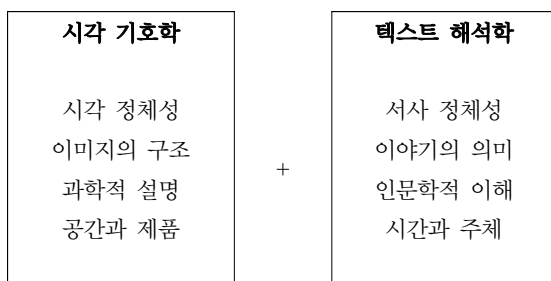 시각 기호학
시각 정체성
이미지의 구조
과학적 설명
공간과 제품
+
텍스트 해석학
서사 정체성
이야기의 의미
인문학적 이해
시간과 주체